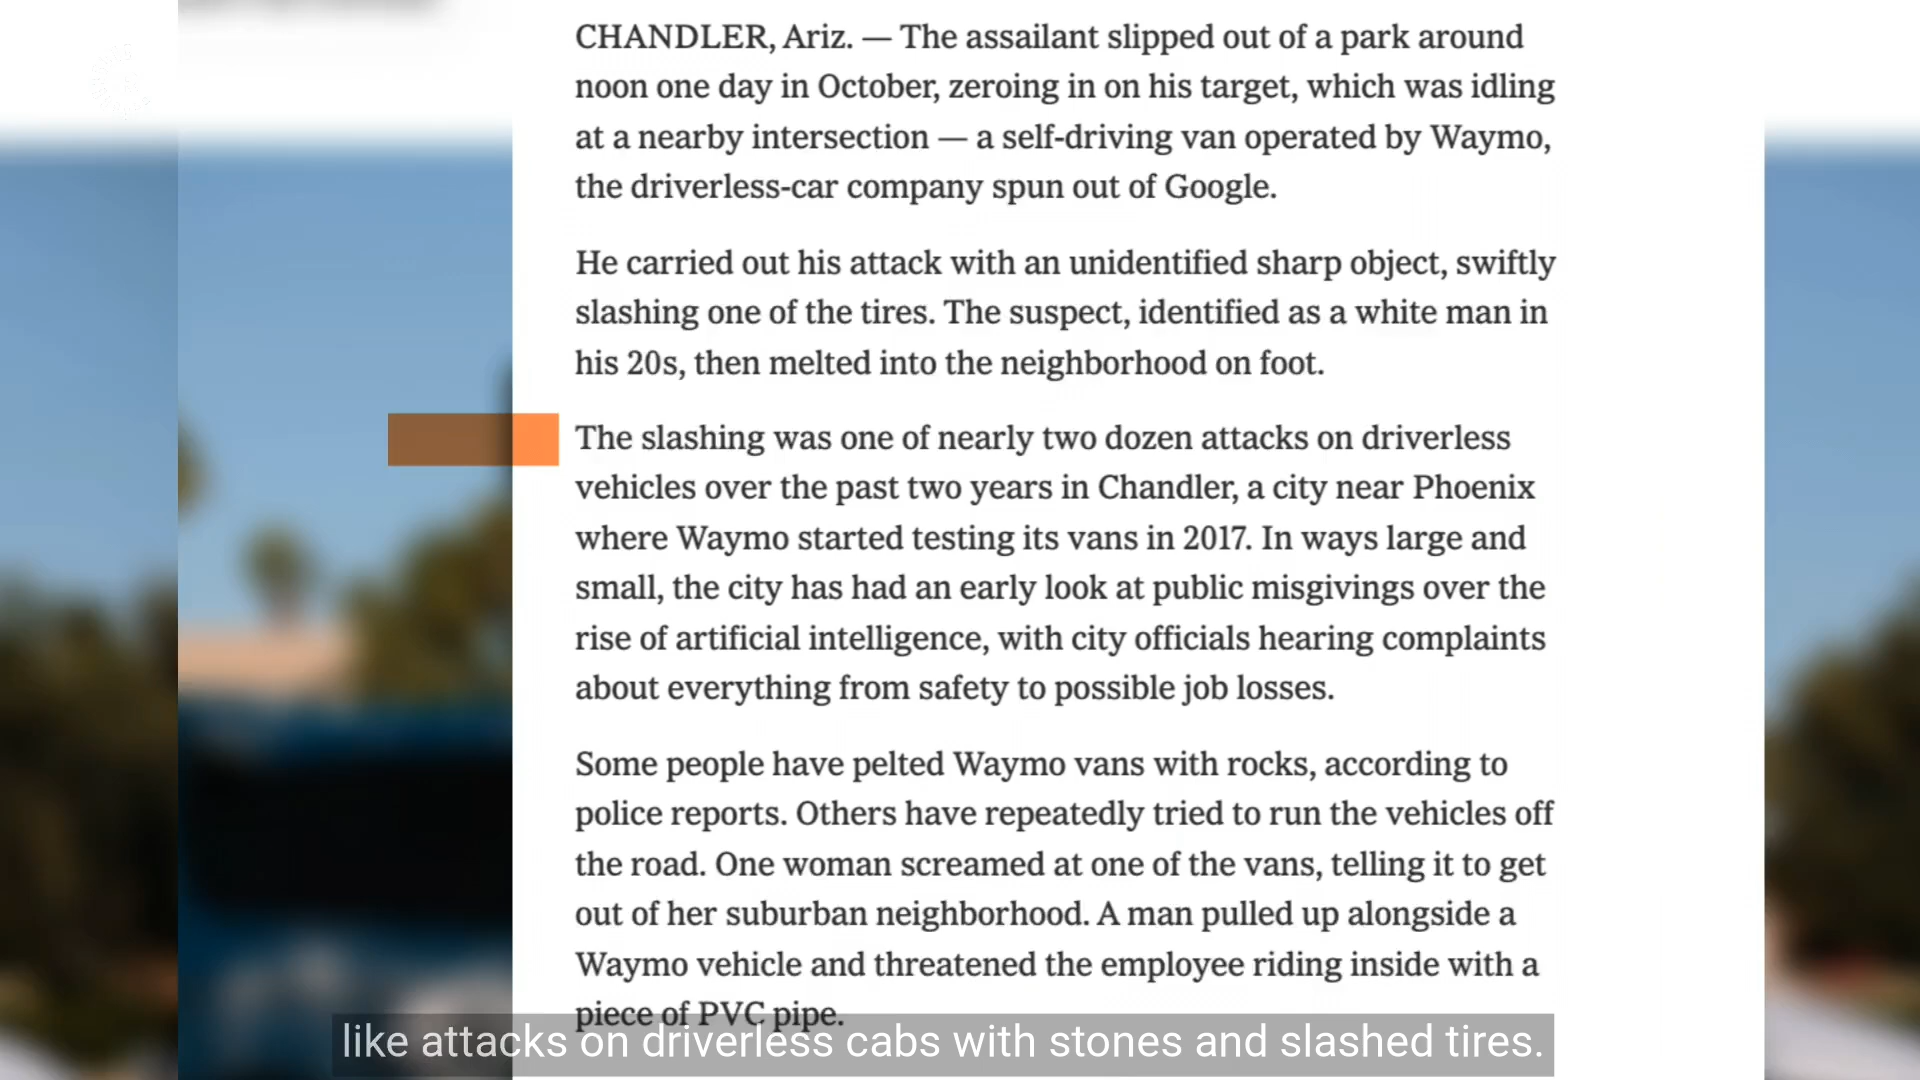 CHANDLER, Ariz. — The assailant slipped out of a park around
noon one day in October, zeroing in on his target, which was idling
at a nearby intersection — a self-driving van operated by Waymo,
the driverless-car company spun out of Google.
He carried out his attack with an unidentified sharp object, swiftly
slashing one of the tires. The suspect, identified as a white man in
his 20s, then melted into the neighborhood on foot.
The slashing was one of nearly two dozen attacks on driverless
vehicles over the past two years in Chandler, a city near Phoenix
where Waymo started testing its vans in 2017. In ways large and
small, the city has had an early look at public misgivings over the
rise of artificial intelligence, with city officials hearing complaints
about everything from safety to possible job losses.
Some people have pelted Waymo vans with rocks, according to
police reports. Others have repeatedly tried to run the vehicles off
the road. One woman screamed at one of the vans, telling it to get
out of her suburban neighborhood. A man pulled up alongside a
Waymo vehicle and threatened the employee riding inside with a
piece of PVC pipe.
like attacks on driverless cabs with stones and slashed tires.